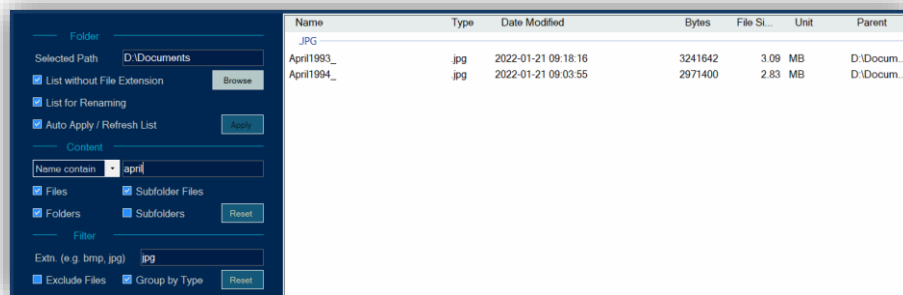 Folder
Selected Path D:\Documents
List without File Extension Browse
List for Renaming
Auto Apply / Refresh List Apply
Content
Name contain april
Files Subfolder Files
Folders Subfolders Reset
Filter
Extn. (e.g. bmp, jpg) jpg
Exclude Files Group by Type Reset
Name Type Date Modified Bytes File Si... Unit Parent
.JPG
April1993_ .jpg 2022-01-21 09:18:16 3241642 3.09 MB D:\Docum...
April1994_ .jpg 2022-01-21 09:03:55 2971400 2.83 MB D:\Docum...